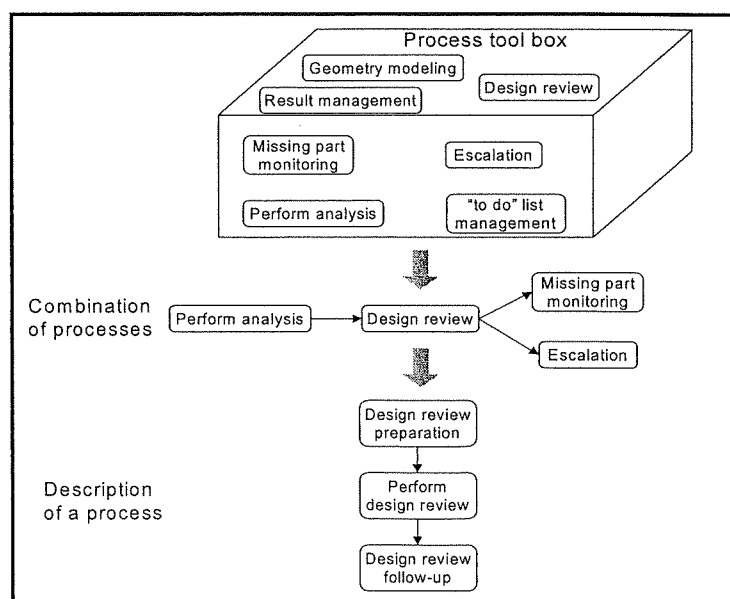 Process tool box
Geometry modeling
Design review
Result management
Missing part
monitoring
Escalation
Perform analysis
"to do" list
management
Combination
of processes
Perform analysis
Design review
Missing part
monitoring
Escalation
Design review
preparation
Description
of a process
Perform
design review
Design review
follow-up